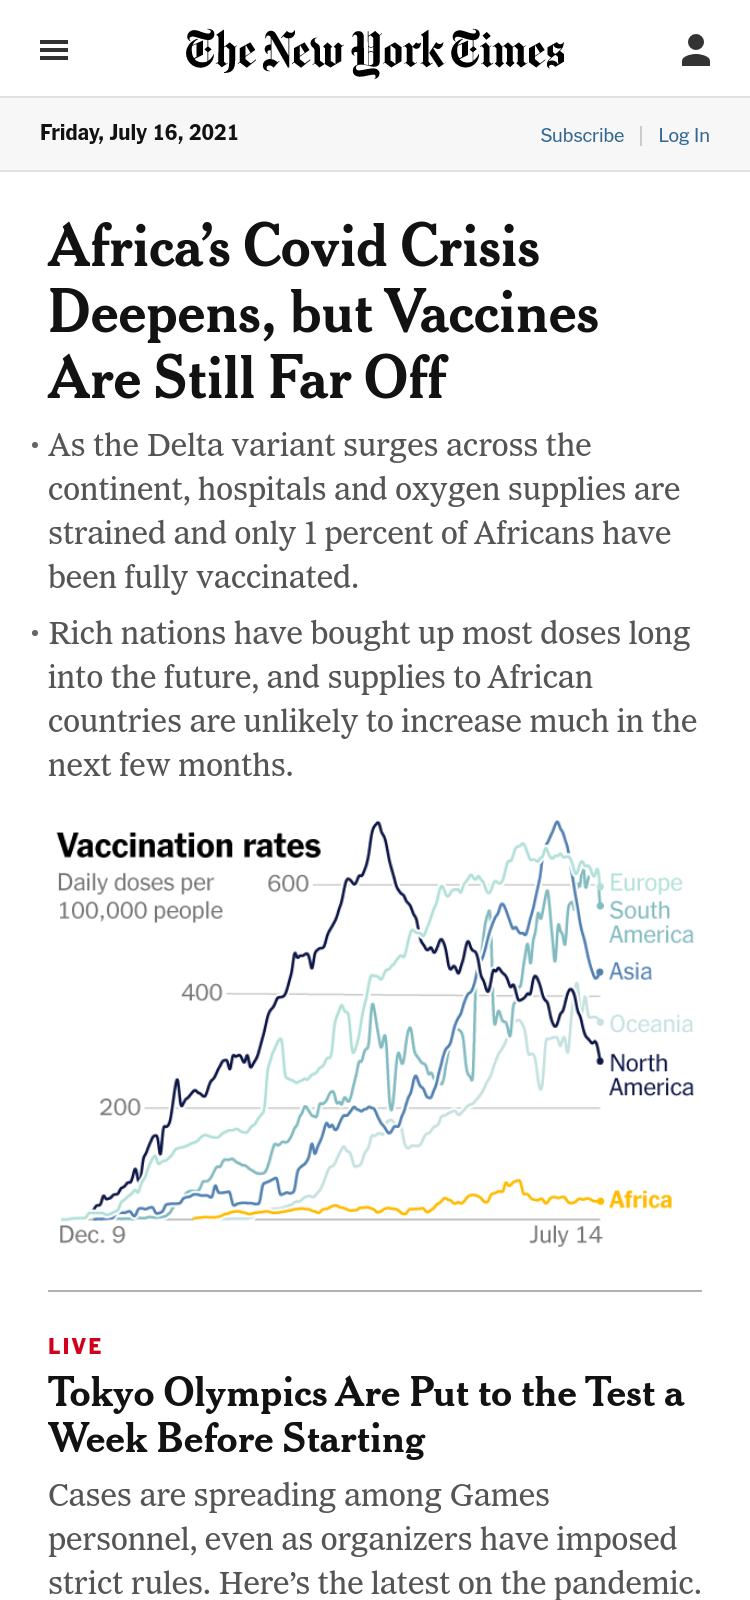 The New York Times
Friday, July 16, 2021
Subscribe | Log In
Africa’s Covid Crisis
Deepens, but Vaccines
Are Still Far Off
• As the Delta variant surges across the
continent, hospitals and oxygen supplies are
strained and only 1 percent of Africans have
been fully vaccinated.
• Rich nations have bought up most doses long
into the future, and supplies to African
countries are unlikely to increase much in the
next few months.
Vaccination rates
Daily doses per
100,000 people
600
400
200
Europe
South
America
Asia
Oceania
North
America
Africa
Dec. 9
July 14
LIVE
Tokyo Olympics Are Put to the Test a
Week Before Starting
Cases are spreading among Games
personnel, even as organizers have imposed
strict rules. Here’s the latest on the pandemic.